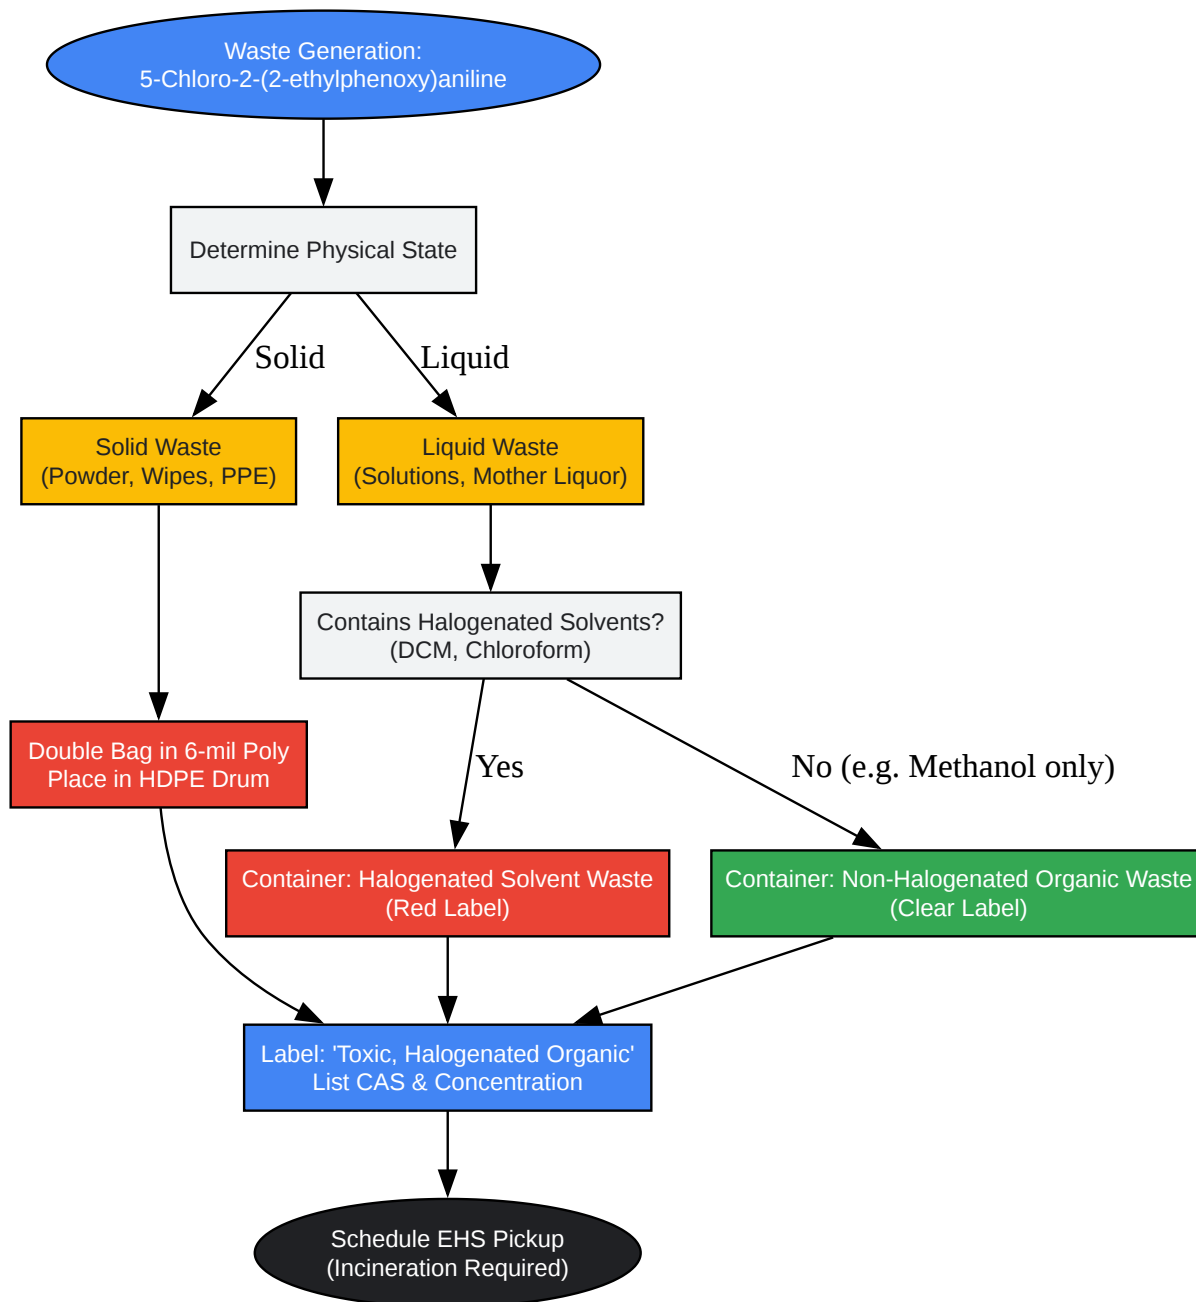 Waste Generation:
5-Chloro-2-(2-ethylphenoxy)aniline
Determine Physical State
Solid
Liquid
Solid Waste
(Powder, Wipes, PPE)
Liquid Waste
(Solutions, Mother Liquor)
Contains Halogenated Solvents?
(DCM, Chloroform)
Double Bag in 6-mil Poly
Place in HDPE Drum
Yes
No (e.g. Methanol only)
Container: Halogenated Solvent Waste
(Red Label)
Container: Non-Halogenated Organic Waste
(Clear Label)
Label: 'Toxic, Halogenated Organic'
List CAS & Concentration
Schedule EHS Pickup
(Incineration Required)